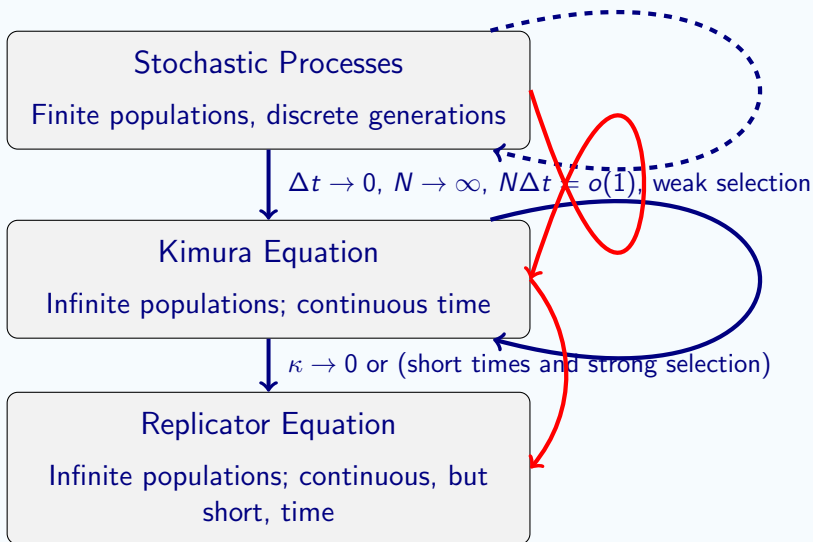 Stochastic Processes
Finite populations, discrete generations
Δt → 0, N → ∞, NΔt = o(1), weak selection
Kimura Equation
Infinite populations; continuous time
κ → 0 or (short times and strong selection)
Replicator Equation
Infinite populations; continuous, but
short, time